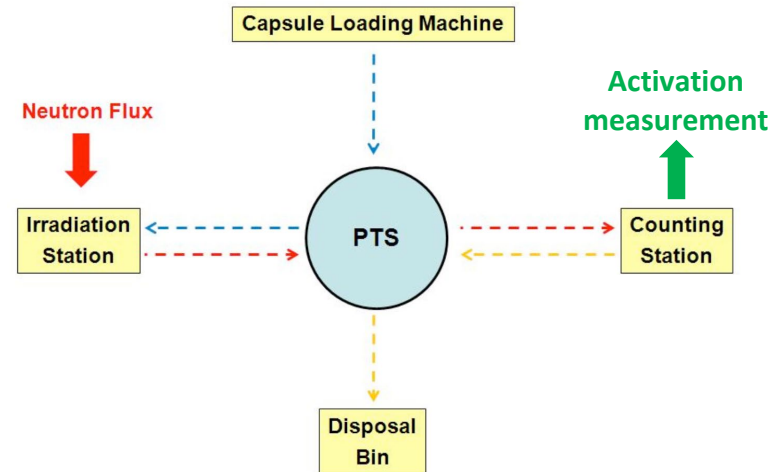 Capsule Loading Machine
Neutron Flux
Activation
measurement
Irradiation
Station
PTS
Counting
Station
Disposal
Bin